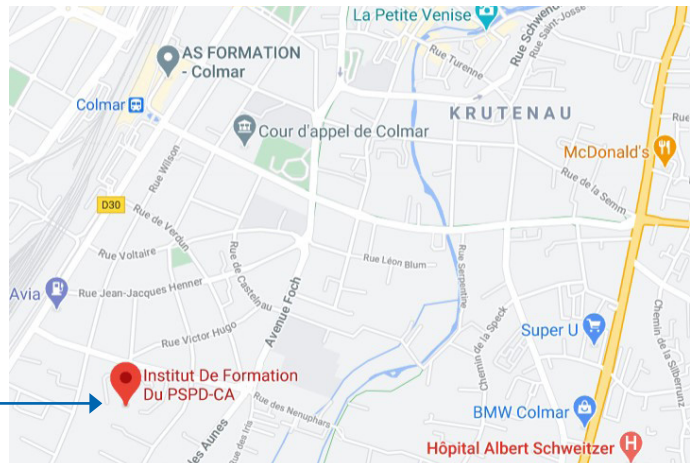 La Petite Venise
Rue Schwend
Rue Saint-Josse
AS FORMATION
- Colmar
Rue Turenne
Colmar
KRUTENAU
Cour d'appel de Colmar
McDonald's
Rue
Rue Wilson
Rue de la Semm
D30
Rue de Verdun
Rue Voltaire
Rue Léon Blum
Rue Serpentine
Avia
Rue Jean-Jacques Henner
Rue de Castelnau
Avenue Foch
Chemin de la Speck
Chemin de la Silberrunz
Super U
Rue Victor Hugo
Institut De Formation
Du PSPD-CA
Rue des Nenuphars
BMW Colmar
des Aunes
Rue des Iris
Hôpital Albert Schweitzer
H